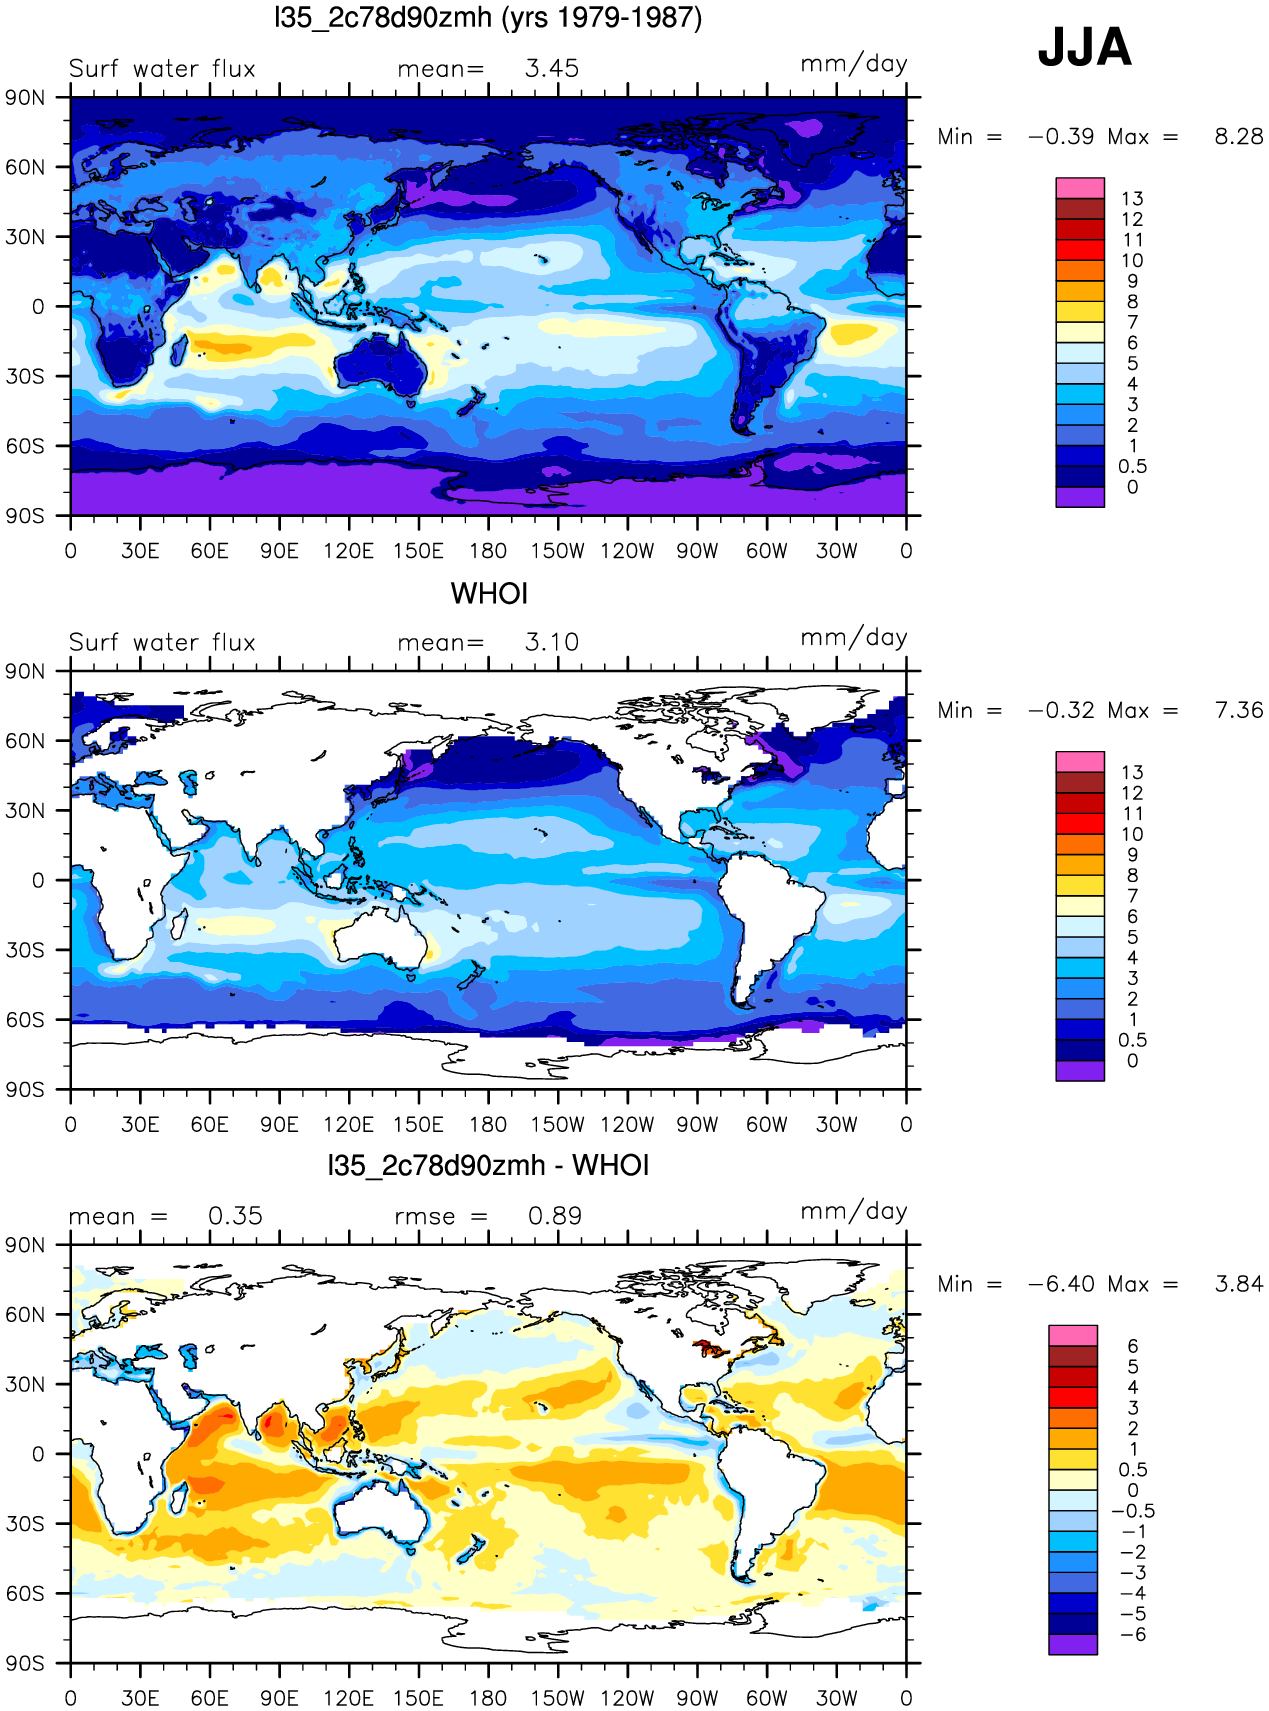 l35_2c78d90zmh (yrs 1979-1987)
JJA
Surf water flux mean= 3.45 mm/day
Min = −0.39 Max = 8.28
90N
60N
30N
0
30S
60S
90S
0 30E 60E 90E 120E 150E 180 150W 120W 90W 60W 30W 0
13
12
11
10
9
8
7
6
5
4
3
2
1
0.5
0
WHOI
Surf water flux mean= 3.10 mm/day
Min = −0.32 Max = 7.36
90N
60N
30N
0
30S
60S
90S
0 30E 60E 90E 120E 150E 180 150W 120W 90W 60W 30W 0
13
12
11
10
9
8
7
6
5
4
3
2
1
0.5
0
l35_2c78d90zmh - WHOI
mean = 0.35 rmse = 0.89 mm/day
Min = −6.40 Max = 3.84
90N
60N
30N
0
30S
60S
90S
0 30E 60E 90E 120E 150E 180 150W 120W 90W 60W 30W 0
6
5
4
3
2
1
0.5
0
−0.5
−1
−2
−3
−4
−5
−6